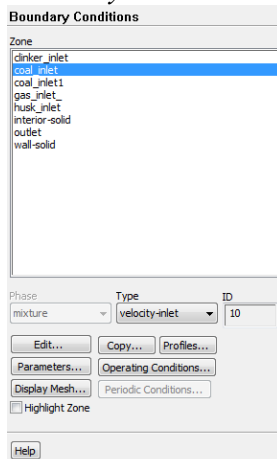 Boundary Conditions
Zone
clinker_inlet
coal_inlet
coal_inlet1
gas_inlet_
husk_inlet
interior-solid
outlet
wall-solid
Phase Type ID
mixture velocity-inlet 10
Edit... Copy... Profiles...
Parameters... Operating Conditions...
Display Mesh... Periodic Conditions...
Highlight Zone
Help